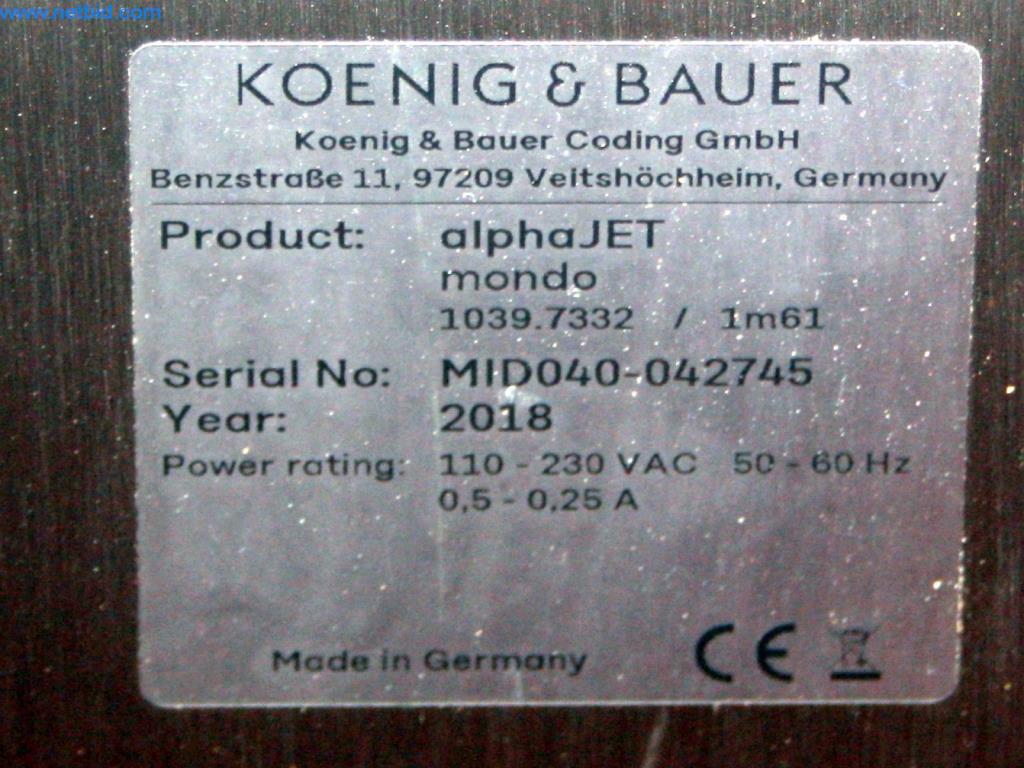 www.netbid.com
KOENIG & BAUER
Koenig & Bauer Coding GmbH
Benzstraße 11, 97209 Veitshöchheim, Germany
Product: alphaJET
mondo
1039.7332 / 1m61
Serial No: MID040-042745
Year: 2018
Power rating: 110 - 230 VAC 50 - 60 Hz
0,5 - 0,25 A
Made in Germany CE